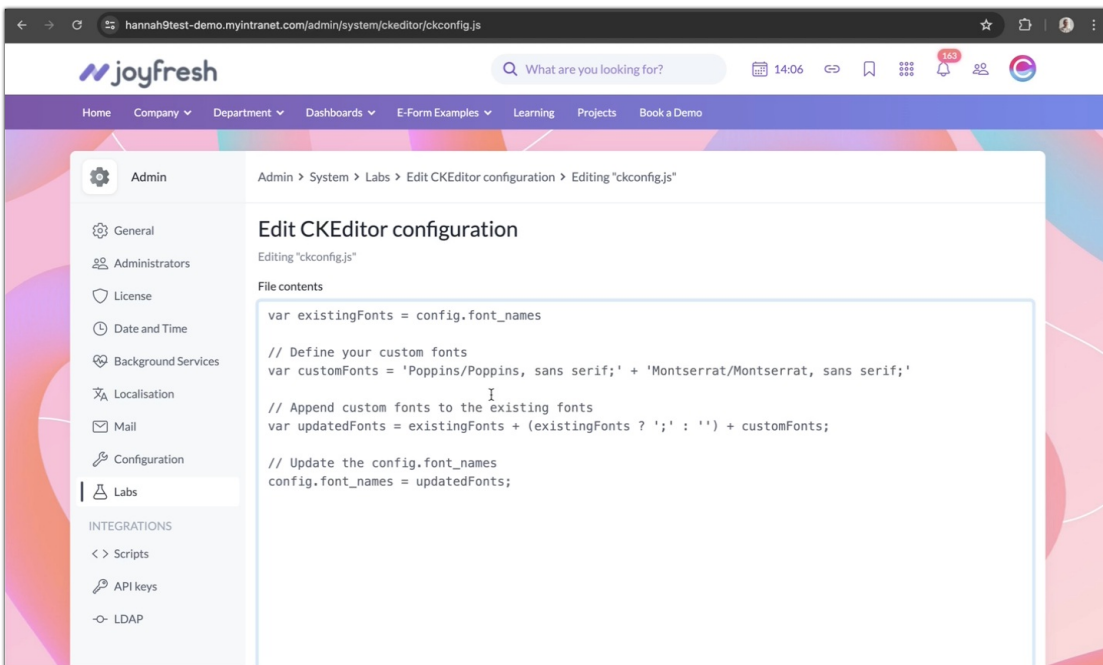 hannah9test-demo.myintranet.com/admin/system/ckeditor/ckconfig.js
joyfresh
What are you looking for?
14:06
163
Home Company Department Dashboards E-Form Examples Learning Projects Book a Demo
Admin
Admin > System > Labs > Edit CKEditor configuration > Editing "ckconfig.js"
General
Administrators
License
Date and Time
Background Services
Localisation
Mail
Configuration
Labs
INTEGRATIONS
Scripts
API keys
LDAP
Edit CKEditor configuration
Editing "ckconfig.js"
File contents
var existingFonts = config.font_names
// Define your custom fonts
var customFonts = 'Poppins/Poppins, sans serif;' + 'Montserrat/Montserrat, sans serif;'
// Append custom fonts to the existing fonts
var updatedFonts = existingFonts + (existingFonts ? ';' : '') + customFonts;
// Update the config.font_names
config.font_names = updatedFonts;